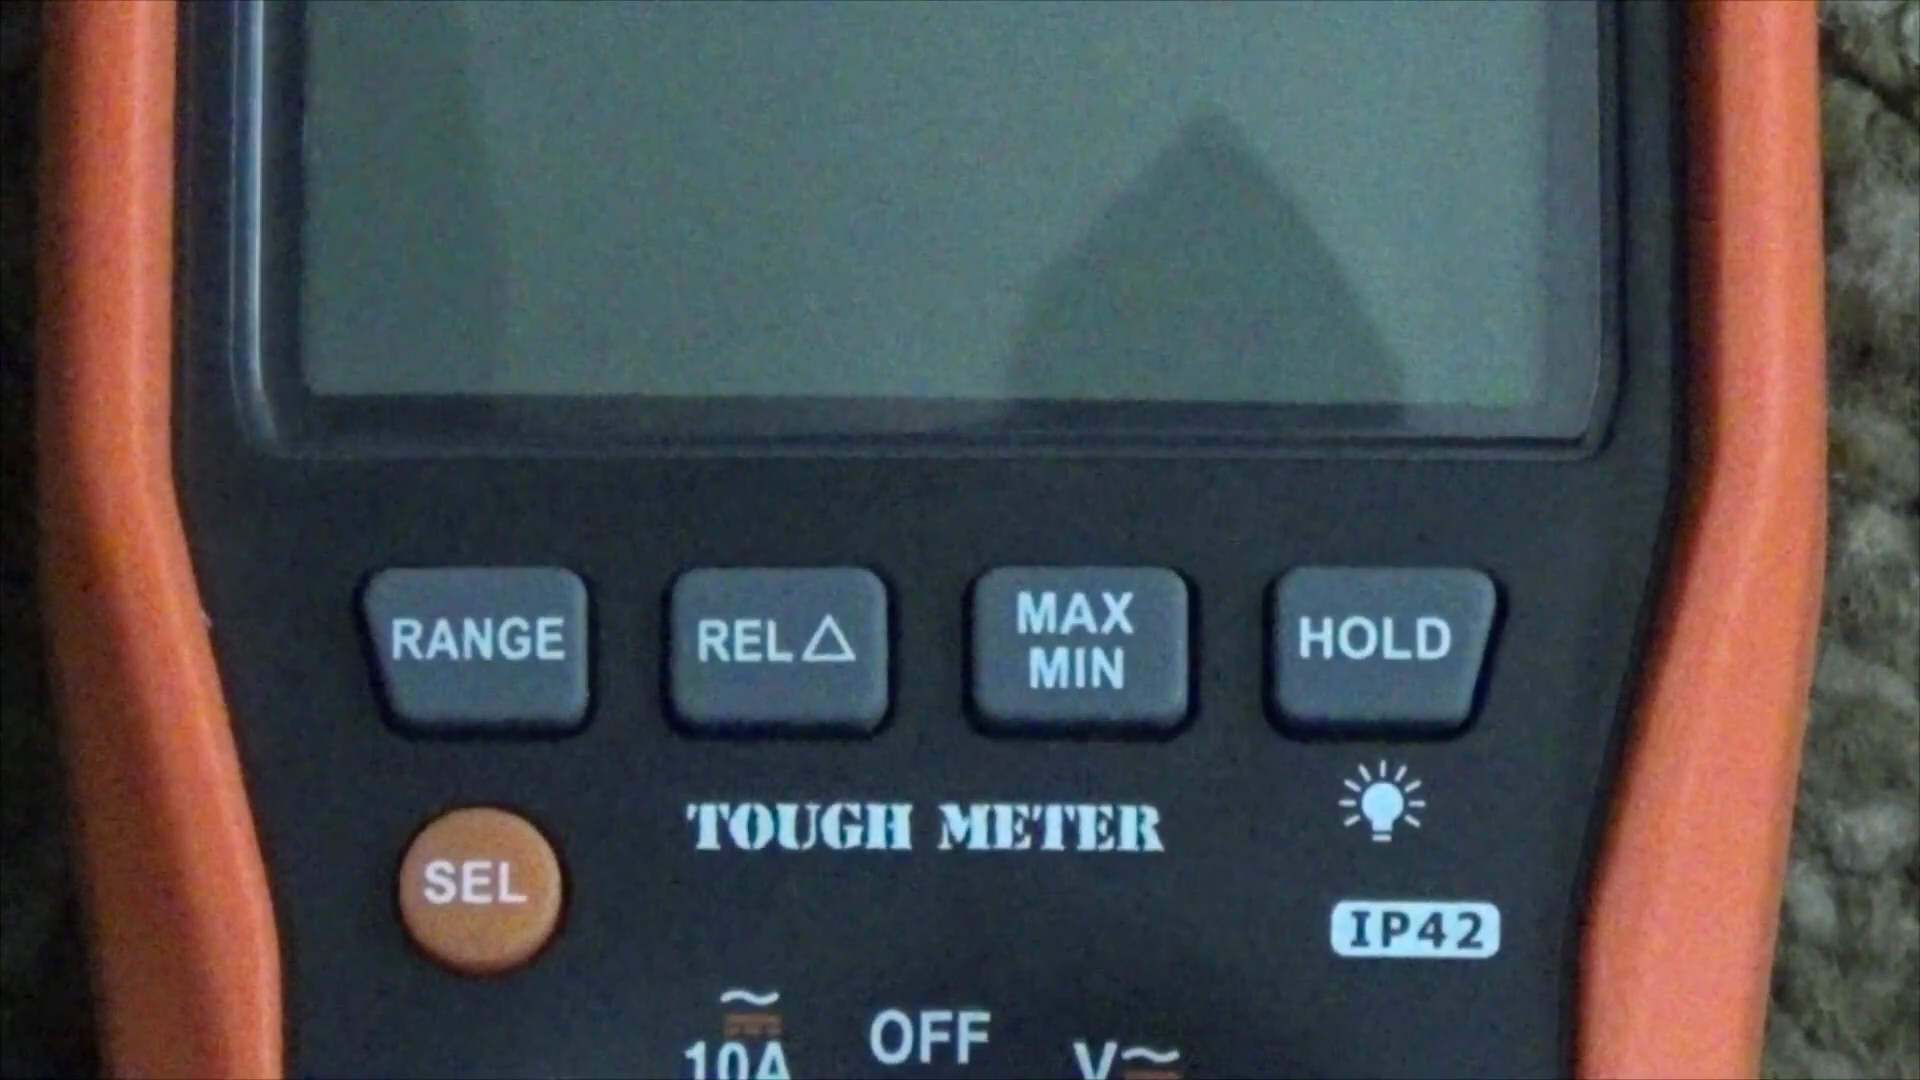 RANGE
REL△
MAX
MIN
HOLD
TOUGH METER
SEL
IP42
10A
OFF
V